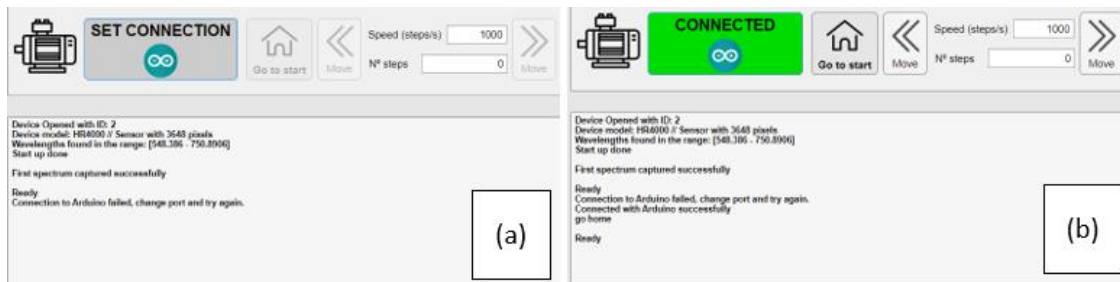 SET CONNECTION
Go to start
Move
Speed (steps/s) 1000
Nº steps 0
Move
Device Opened with ID: 2
Device model: HR4000 // Sensor with 3648 pixels
Wavelengths found in the range: [548.386 - 750.8906]
Start up done
First spectrum captured successfully
Ready
Connection to Arduino failed, change port and try again.
(a)
CONNECTED
Go to start
Move
Speed (steps/s) 1000
Nº steps 0
Move
Device Opened with ID: 2
Device model: HR4000 // Sensor with 3648 pixels
Wavelengths found in the range: [548.386 - 750.8906]
Start up done
First spectrum captured successfully
Ready
Connection to Arduino failed, change port and try again.
Connected with Arduino successfully
go home
Ready
(b)